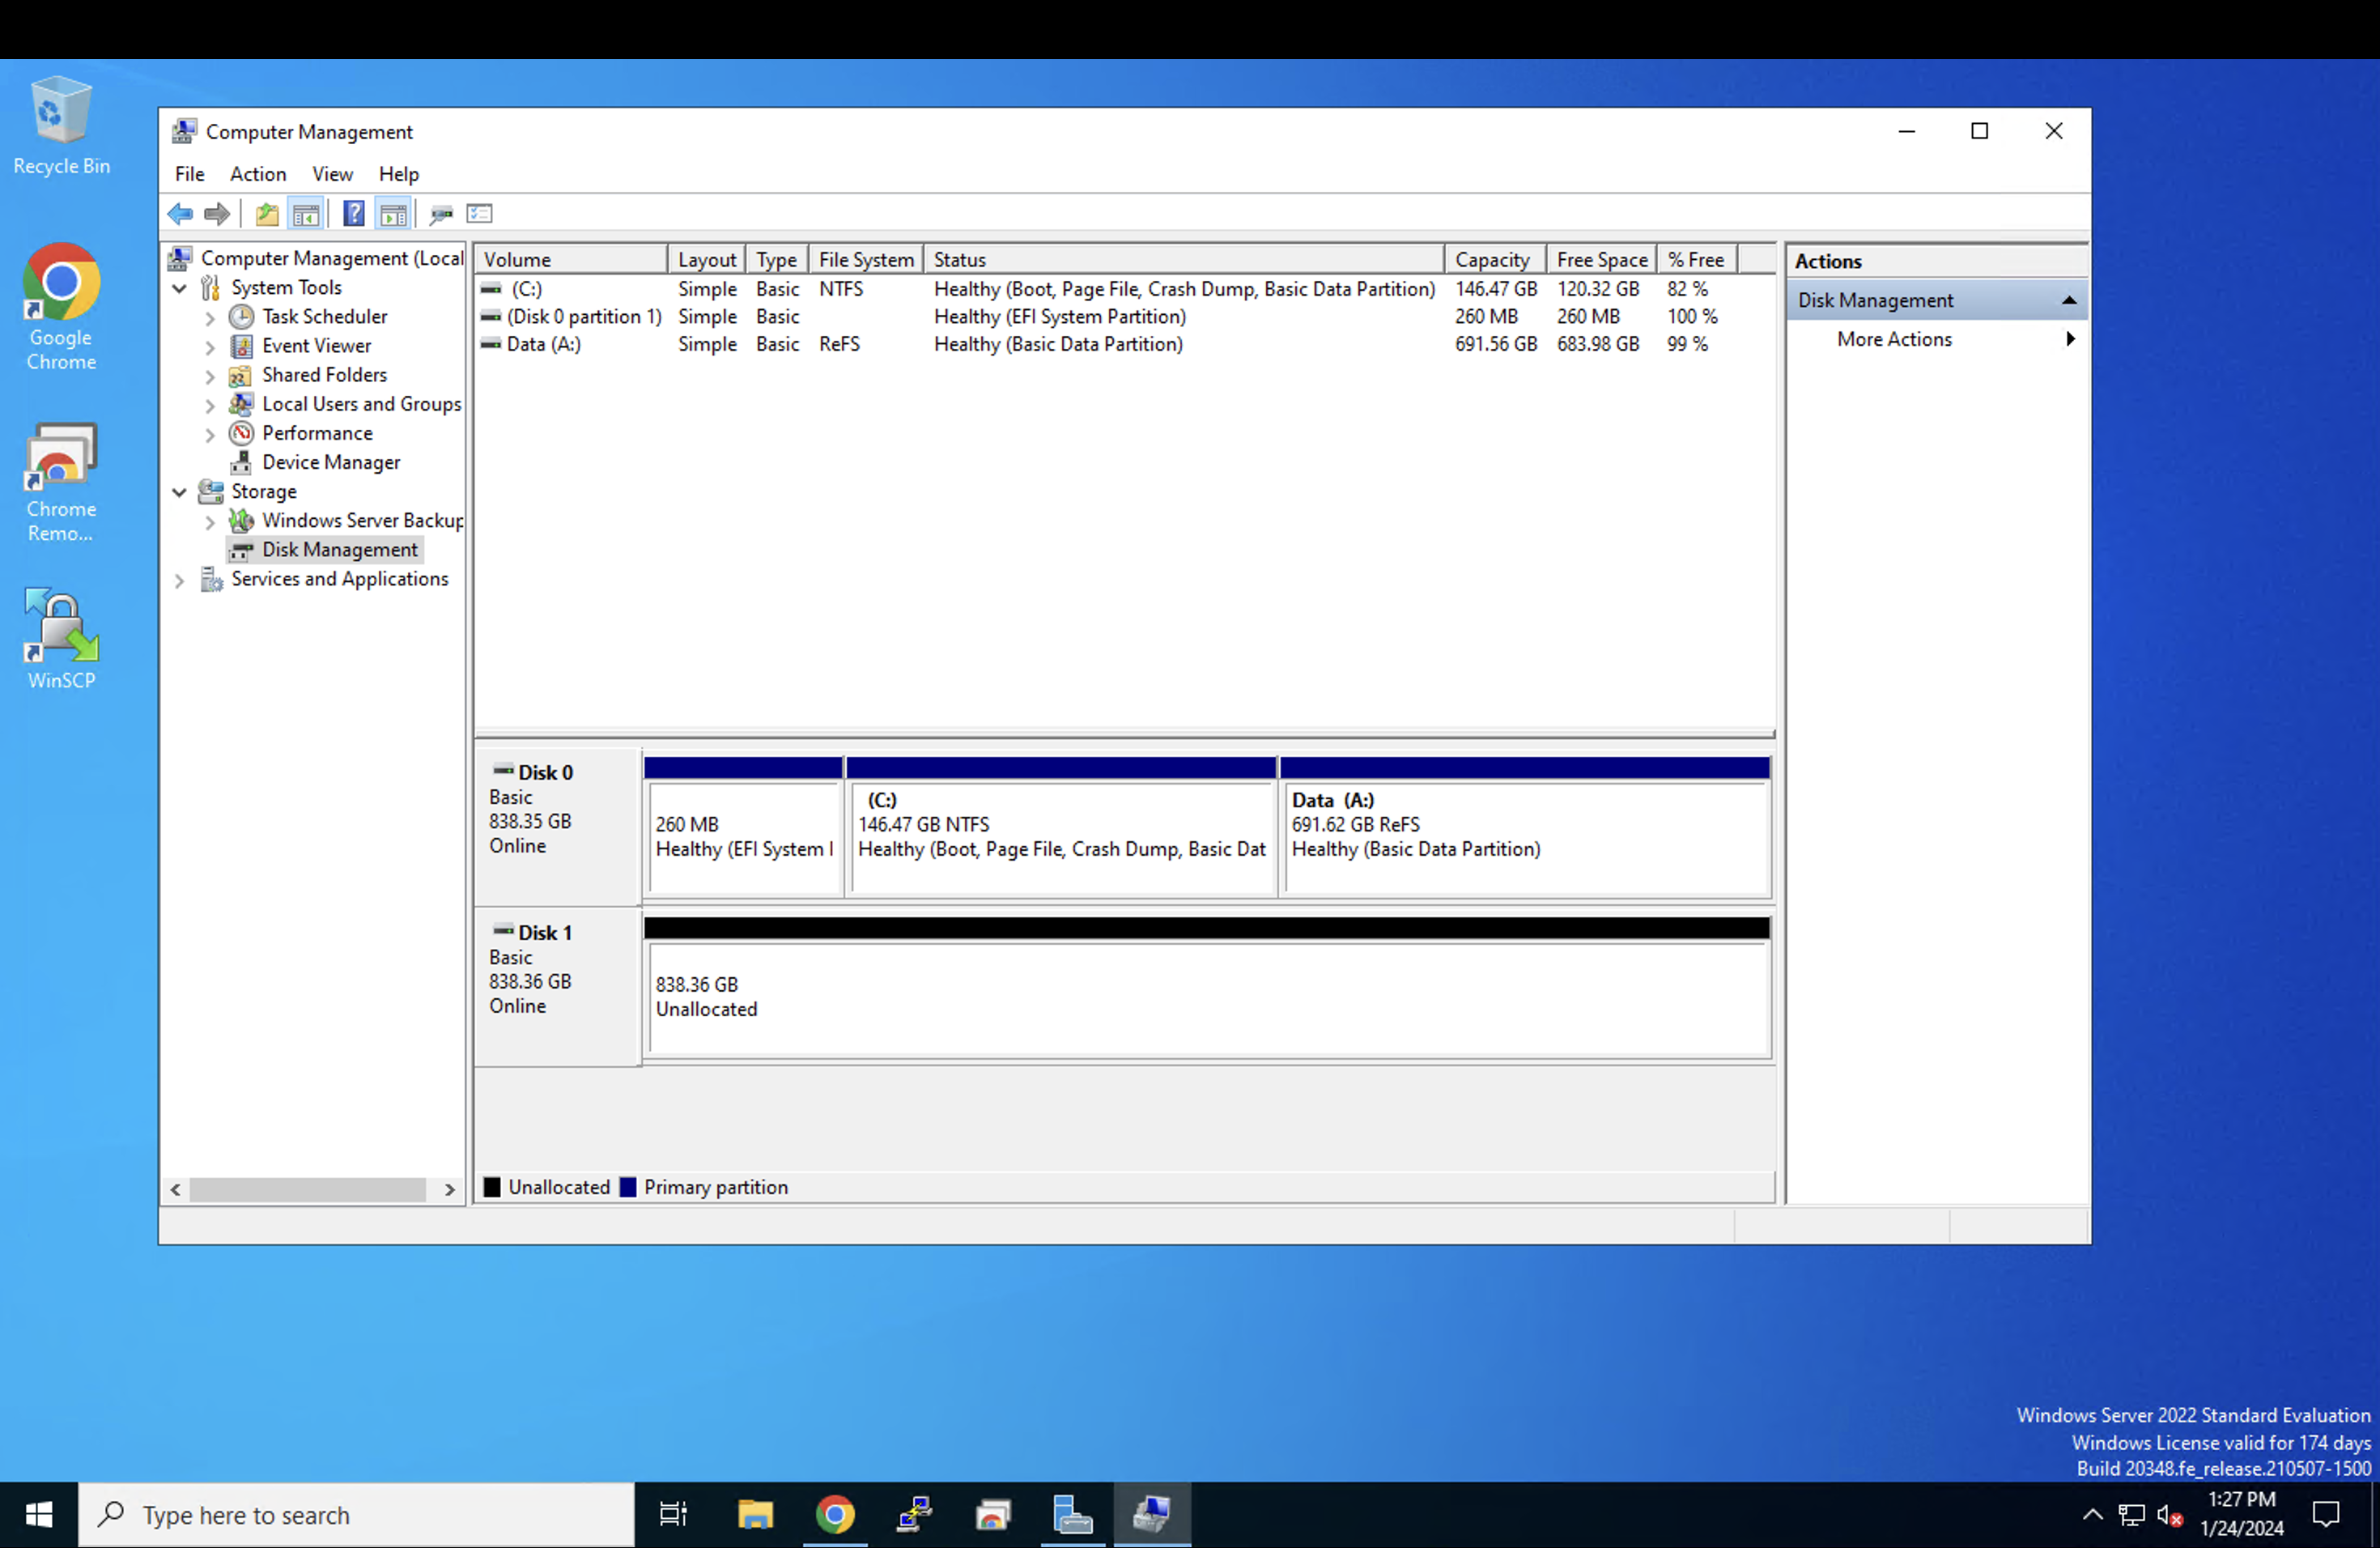 Recycle Bin
Google
Chrome
Chrome
Remo...
WinSCP
Computer Management
File Action View Help
Computer Management (Local
System Tools
Task Scheduler
Event Viewer
Shared Folders
Local Users and Groups
Performance
Device Manager
Storage
Windows Server Backup
Disk Management
Services and Applications
Volume Layout Type File System Status Capacity Free Space % Free
(C:) Simple Basic NTFS Healthy (Boot, Page File, Crash Dump, Basic Data Partition) 146.47 GB 120.32 GB 82 %
(Disk 0 partition 1) Simple Basic Healthy (EFI System Partition) 260 MB 260 MB 100 %
Data (A:) Simple Basic ReFS Healthy (Basic Data Partition) 691.56 GB 683.98 GB 99 %
Disk 0
Basic
838.35 GB
Online
260 MB
Healthy (EFI System
(C:)
146.47 GB NTFS
Healthy (Boot, Page File, Crash Dump, Basic Dat
Data (A:)
691.62 GB ReFS
Healthy (Basic Data Partition)
Disk 1
Basic
838.36 GB
Online
838.36 GB
Unallocated
Unallocated Primary partition
Actions
Disk Management
More Actions
Windows Server 2022 Standard Evaluation
Windows License valid for 174 days
Build 20348.fe_release.210507-1500
Type here to search
1:27 PM
1/24/2024